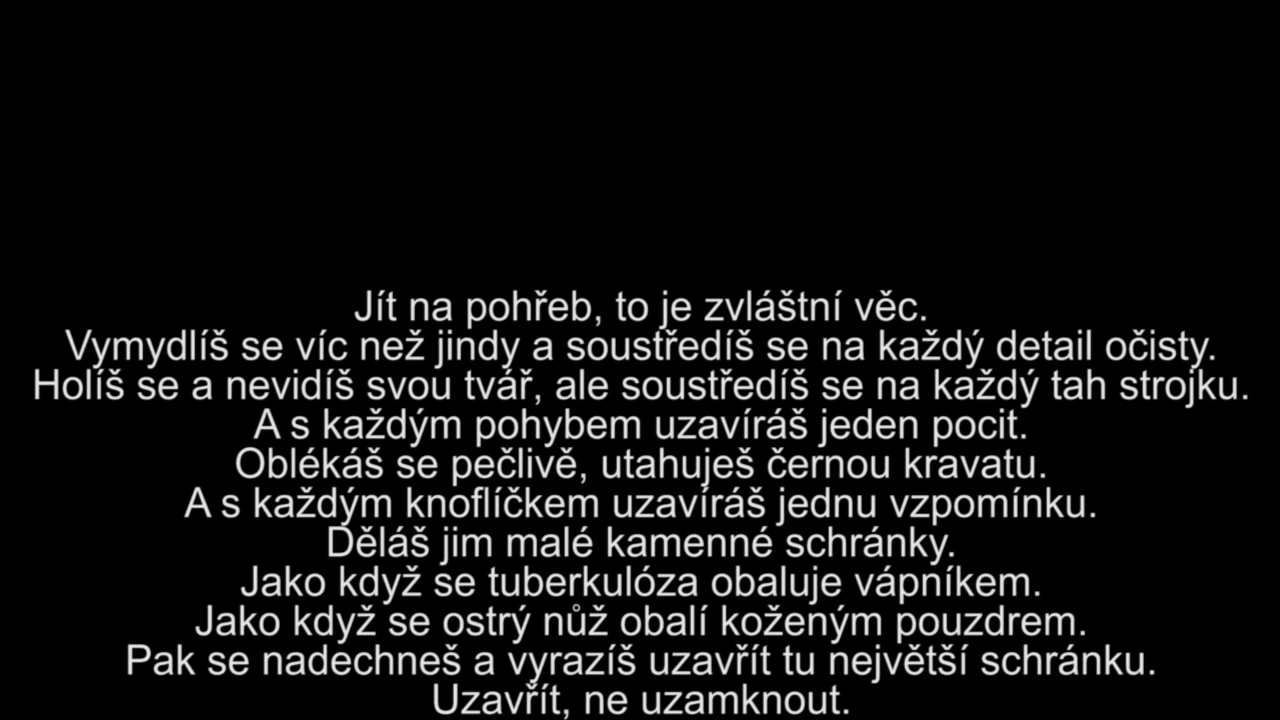 Jít na pohřeb, to je zvláštní věc.
Vymydlíš se víc než jindy a soustředíš se na každý detail očisty.
Holíš se a nevidíš svou tvář, ale soustředíš se na každý tah strojku.
A s každým pohybem uzavíráš jeden pocit.
Oblékáš se pečlivě, utahuješ černou kravatu.
A s každým knoflíčkem uzavíráš jednu vzpomínku.
Děláš jim malé kamenné schránky.
Jako když se tuberkulóza obaluje vápníkem.
Jako když se ostrý nůž obalí koženým pouzdrem.
Pak se nadechneš a vyrazíš uzavřít tu největší schránku.
Uzavřít, ne uzamknout.